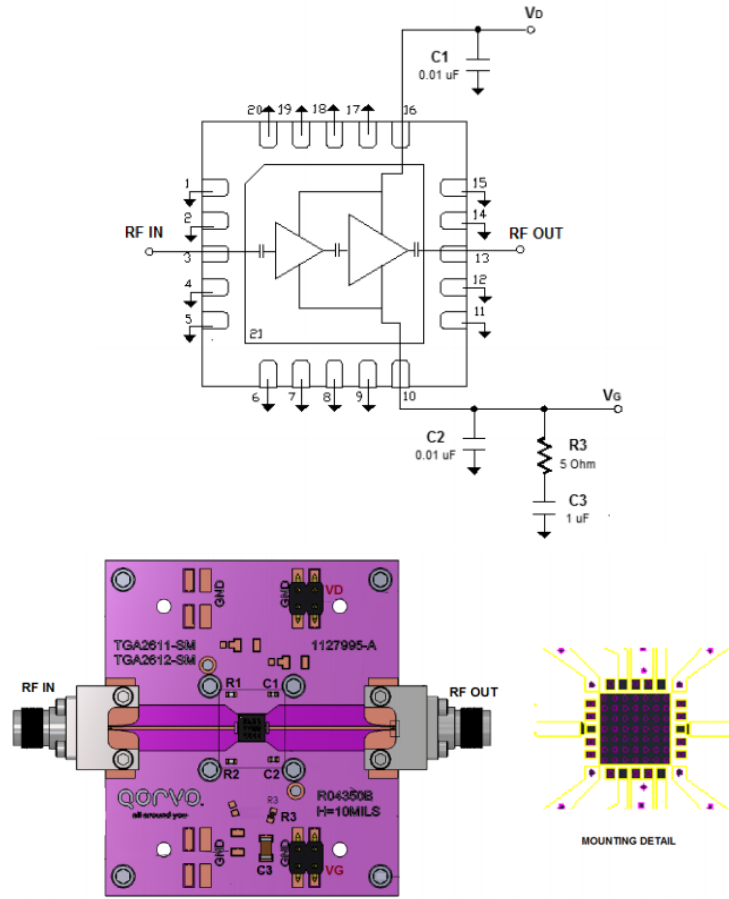 VD
C1
0.01 uF
20 19 18 17 16
1
15
2
14
RF IN
RF OUT
3
13
4
12
5
11
21
6 7 8 9 10
VG
C2
0.01 uF
R3
5 Ohm
C3
1 uF
GND
GND
VD
TGA2611-SM
1127995-A
TGA2612-SM
RF IN
R1
C1
RF OUT
R2
C2
QORVO.
all around you
R04350B
H=10MILS
R3
R3
GND
C3
GND
VG
MOUNTING DETAIL